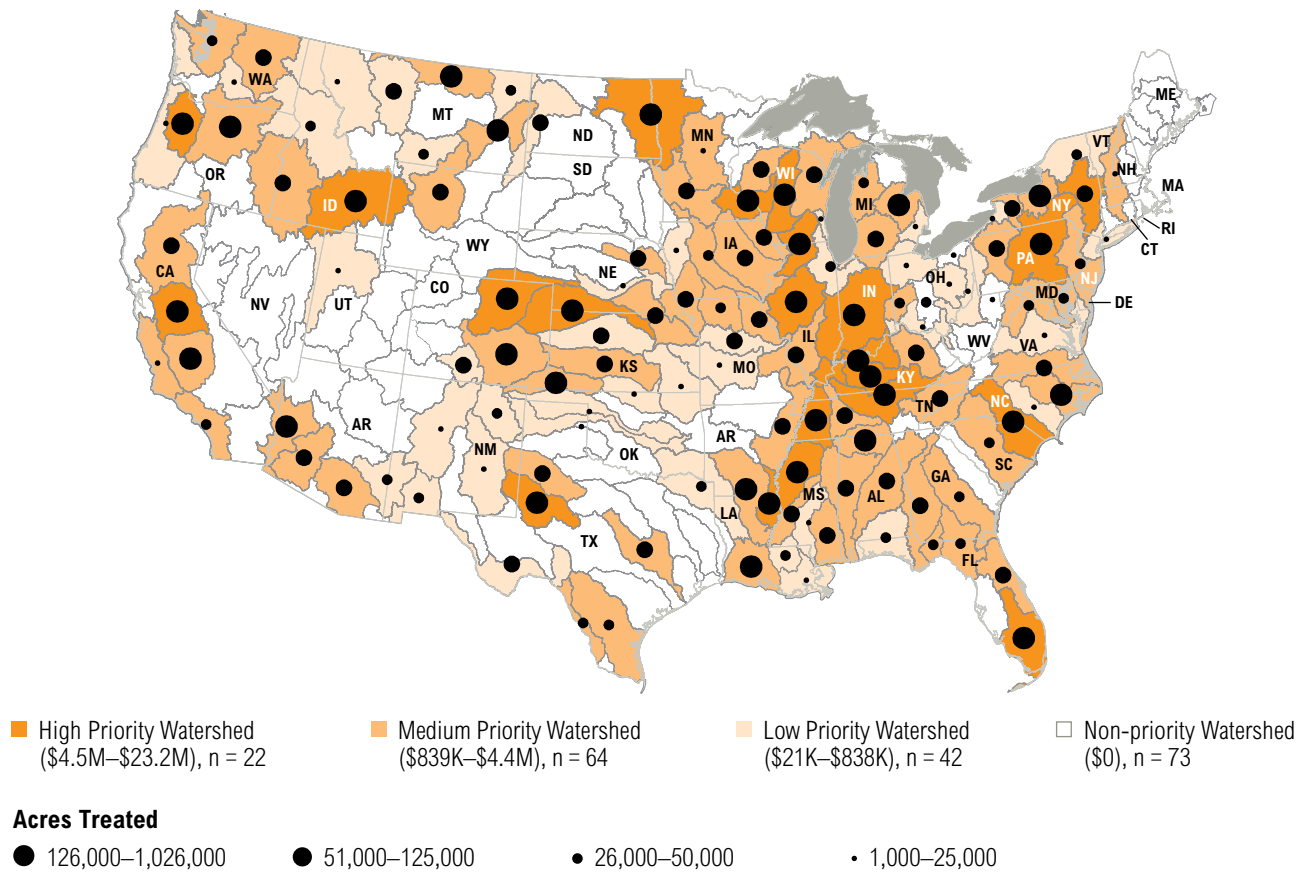 ME
WA
MT
ND
MN
VT
NH
OR
SD
WI
MA
ID
MI
NY
RI
CT
WY
IA
PA
CA
NE
OH
NJ
NV
UT
CO
IN
MD
DE
IL
WV
VA
KS
MO
KY
AR
NC
TN
AR
NM
OK
SC
GA
MS
AL
LA
TX
FL
High Priority Watershed
($4.5M–$23.2M), n = 22
Medium Priority Watershed
($839K–$4.4M), n = 64
Low Priority Watershed
($21K–$838K), n = 42
Non-priority Watershed
($0), n = 73
Acres Treated
126,000–1,026,000
51,000–125,000
26,000–50,000
1,000–25,000